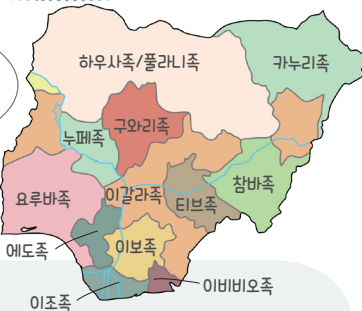 하우사족/풀라니족
카누리족
구와리족
누페족
요루바족
이갈라족
티브족
참바족
에도족
이보족
이비비오족
이조족